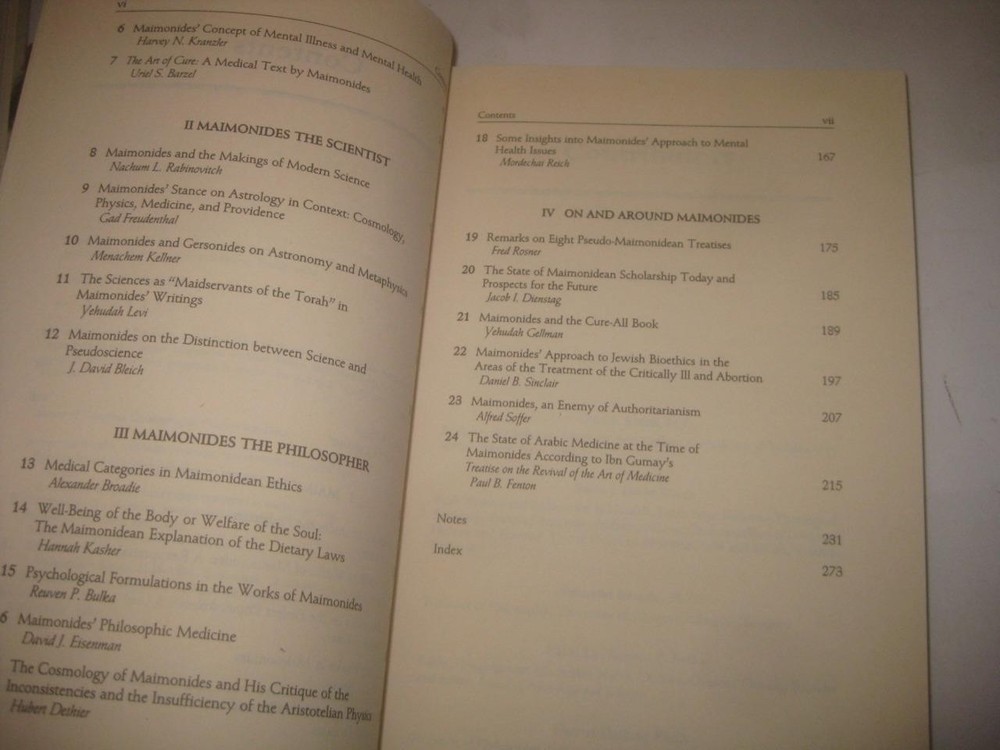 vi
6 Maimonides' Concept of Mental Illness and Mental Health
Harvey N. Kranzler
7 The Art of Cure: A Medical Text by Maimonides
Uriel S. Barzel
II MAIMONIDES THE SCIENTIST
8 Maimonides and the Makings of Modern Science
Nachum L. Rabinovitch
9 Maimonides' Stance on Astrology in Context: Cosmology,
Physics, Medicine, and Providence
Gad Freudenthal
10 Maimonides and Gersonides on Astronomy and Metaphysics
Menachem Kellner
11 The Sciences as "Maidservants of the Torah" in
Maimonides' Writings
Yehudah Levi
12 Maimonides on the Distinction between Science and
Pseudoscience
J. David Bleich
III MAIMONIDES THE PHILOSOPHER
13 Medical Categories in Maimonidean Ethics
Alexander Broadie
14 Well-Being of the Body or Welfare of the Soul:
The Maimonidean Explanation of the Dietary Laws
Hannah Kasher
15 Psychological Formulations in the Works of Maimonides
Reuven P. Bulka
6 Maimonides' Philosophic Medicine
David J. Eisenman
The Cosmology of Maimonides and His Critique of the
Inconsistencies and the Insufficiency of the Aristotelian Physics
Hubert Dethier
Contents vii
18 Some Insights into Maimonides' Approach to Mental
Health Issues 167
Mordechai Reich
IV ON AND AROUND MAIMONIDES
19 Remarks on Eight Pseudo-Maimonidean Treatises 175
Fred Rosner
20 The State of Maimonidean Scholarship Today and
Prospects for the Future 185
Jacob I. Dienstag
21 Maimonides and the Cure-All Book 189
Yehudah Gellman
22 Maimonides' Approach to Jewish Bioethics in the
Areas of the Treatment of the Critically Ill and Abortion 197
Daniel B. Sinclair
23 Maimonides, an Enemy of Authoritarianism 207
Alfred Soffer
24 The State of Arabic Medicine at the Time of
Maimonides According to Ibn Gumay's
Treatise on the Revival of the Art of Medicine 215
Paul B. Fenton
Notes 231
Index 273